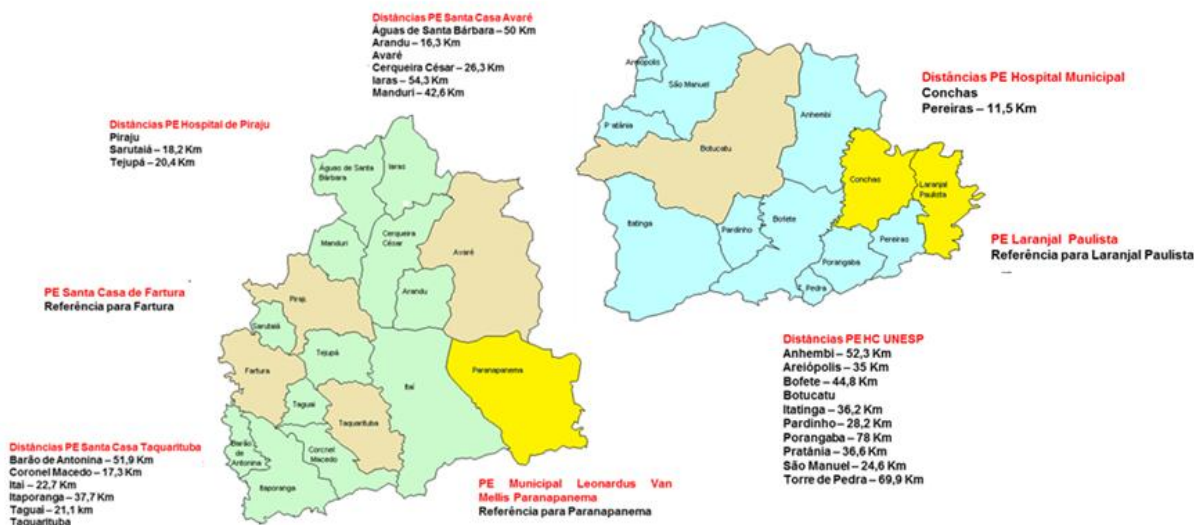 Distâncias PE Santa Casa Avaré
Águas de Santa Bárbara – 50 Km
Arandu – 16,3 Km
Avaré
Cerqueira César – 26,3 Km
Iaras – 54,3 Km
Manduri – 42,6 Km
Distâncias PE Hospital de Piraju
Piraju
Sarutaiá – 18,2 Km
Tejupá – 20,4 Km
PE Santa Casa de Fartura
Referência para Fartura
Distâncias PE Santa Casa Taquarituba
Barão de Antonina – 51,9 Km
Coronel Macedo – 17,3 Km
Itai – 22,7 Km
Itaporanga – 37,7 Km
Taguai – 21,1 km
Taquarituba
Águas de Santa
Bárbara
Iaras
Manduri
Cerqueira
César
Avaré
Arandu
Piraj.
Sarutaiá
Tejupá
Fartura
Taguaí
Taquarituba
Itaí
Paranapanema
Barão
de
Antonina
Coronel
Macedo
Itaporanga
PE Municipal Leonardus Van
Mellis Paranapanema
Referência para Paranapanema
Areiópolis
São Manuel
Pratânia
Botucatu
Anhembi
Conchas
Laranjal
Paulista
Itatinga
Pardinho
Bofete
Pereiras
Porangaba
T. Pedra
Distâncias PE Hospital Municipal
Conchas
Pereiras – 11,5 Km
PE Laranjal Paulista
Referência para Laranjal Paulista
Distâncias PE HC UNESP
Anhembi – 52,3 Km
Areiópolis – 35 Km
Bofete – 44,8 Km
Botucatu
Itatinga – 36,2 Km
Pardinho – 28,2 Km
Porangaba – 78 Km
Pratânia – 36,6 Km
São Manuel – 24,6 Km
Torre de Pedra – 69,9 Km